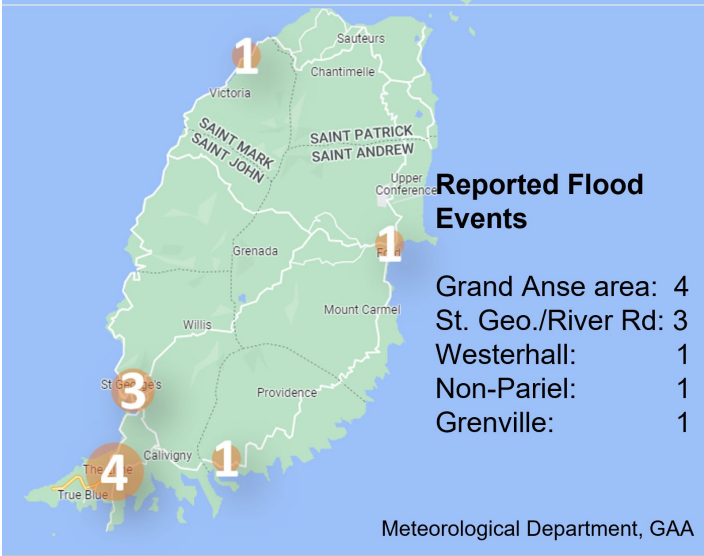 1
Sauteurs
Chantimelle
Victoria
SAINT MARK
SAINT JOHN
SAINT PATRICK
SAINT ANDREW
Upper
Conference
Reported Flood
Events
1
Grenada
Grand Anse area: 4
St. Geo./River Rd: 3
Westerhall: 1
Non-Pariel: 1
Grenville: 1
Mount Carmel
Willis
St George's
3
Providence
Calivigny
1
4
True Blue
Meteorological Department, GAA